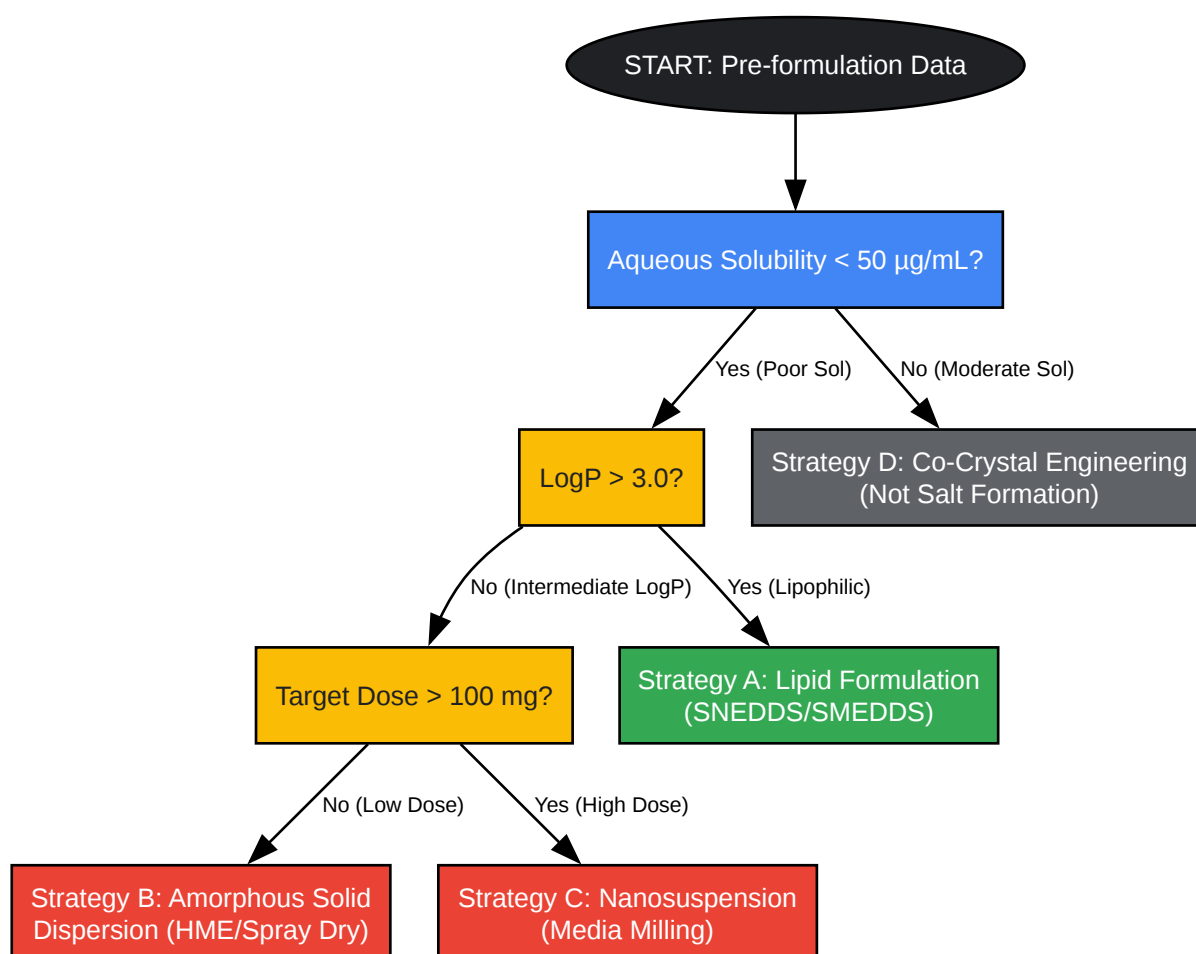 START: Pre-formulation Data
Aqueous Solubility < 50 µg/mL?
Yes (Poor Sol)
No (Moderate Sol)
LogP > 3.0?
Strategy D: Co-Crystal Engineering
(Not Salt Formation)
No (Intermediate LogP)
Yes (Lipophilic)
Target Dose > 100 mg?
Strategy A: Lipid Formulation
(SNEDDS/SMEDDS)
No (Low Dose)
Yes (High Dose)
Strategy B: Amorphous Solid
Dispersion (HME/Spray Dry)
Strategy C: Nanosuspension
(Media Milling)